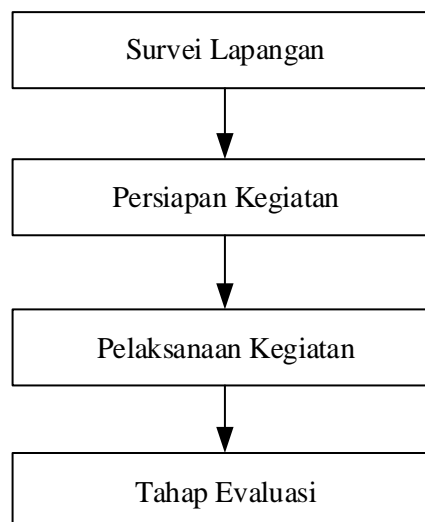 Survei Lapangan
Persiapan Kegiatan
Pelaksanaan Kegiatan
Tahap Evaluasi